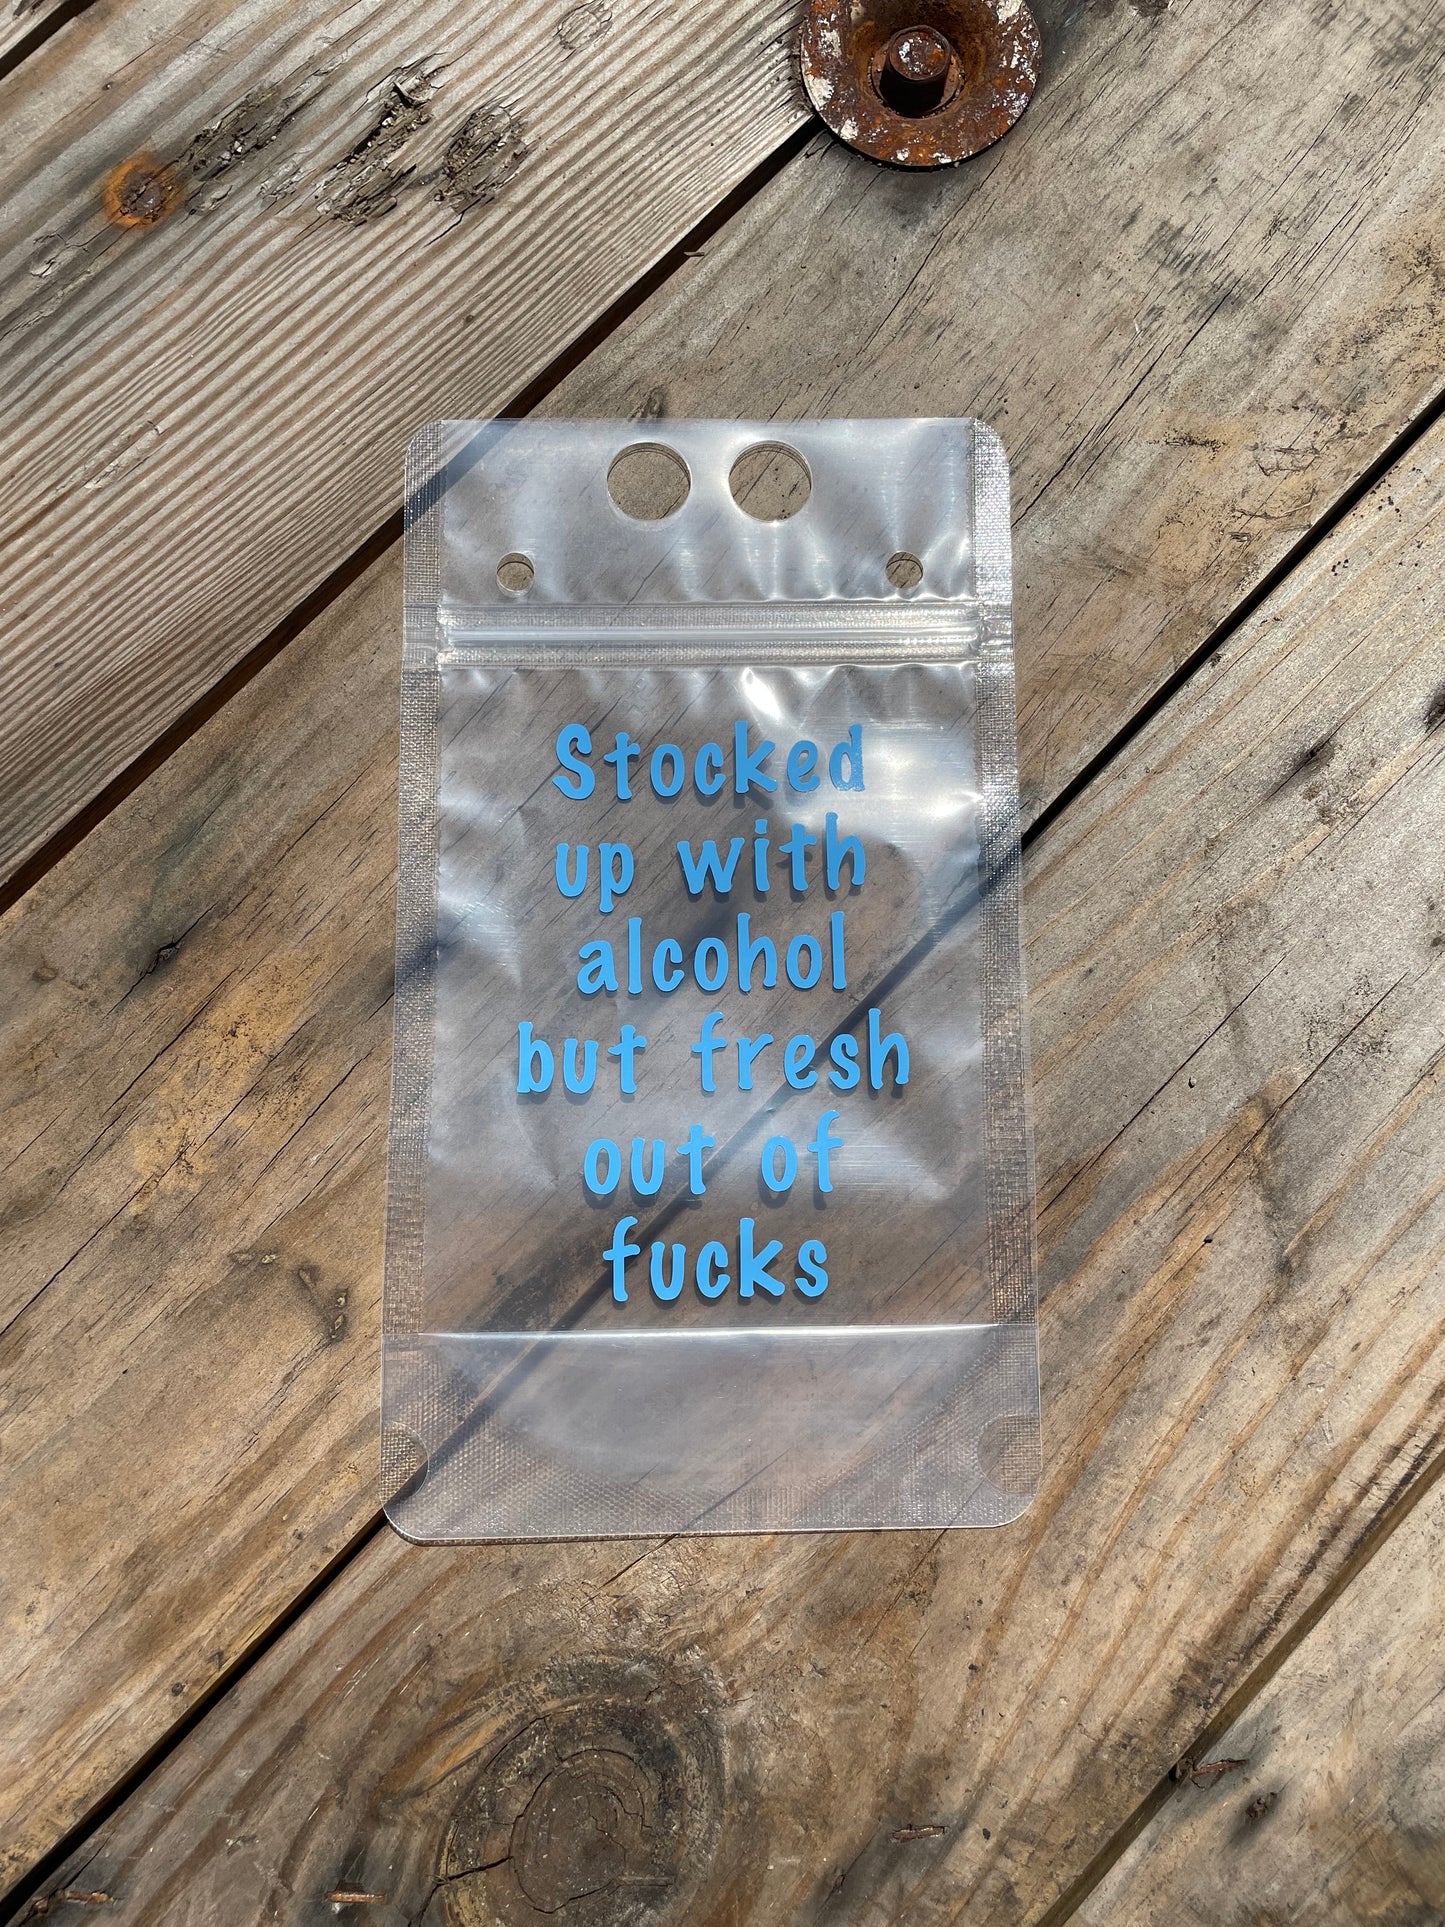 Stocked
up with
alcohol
but fresh
out of
fucks